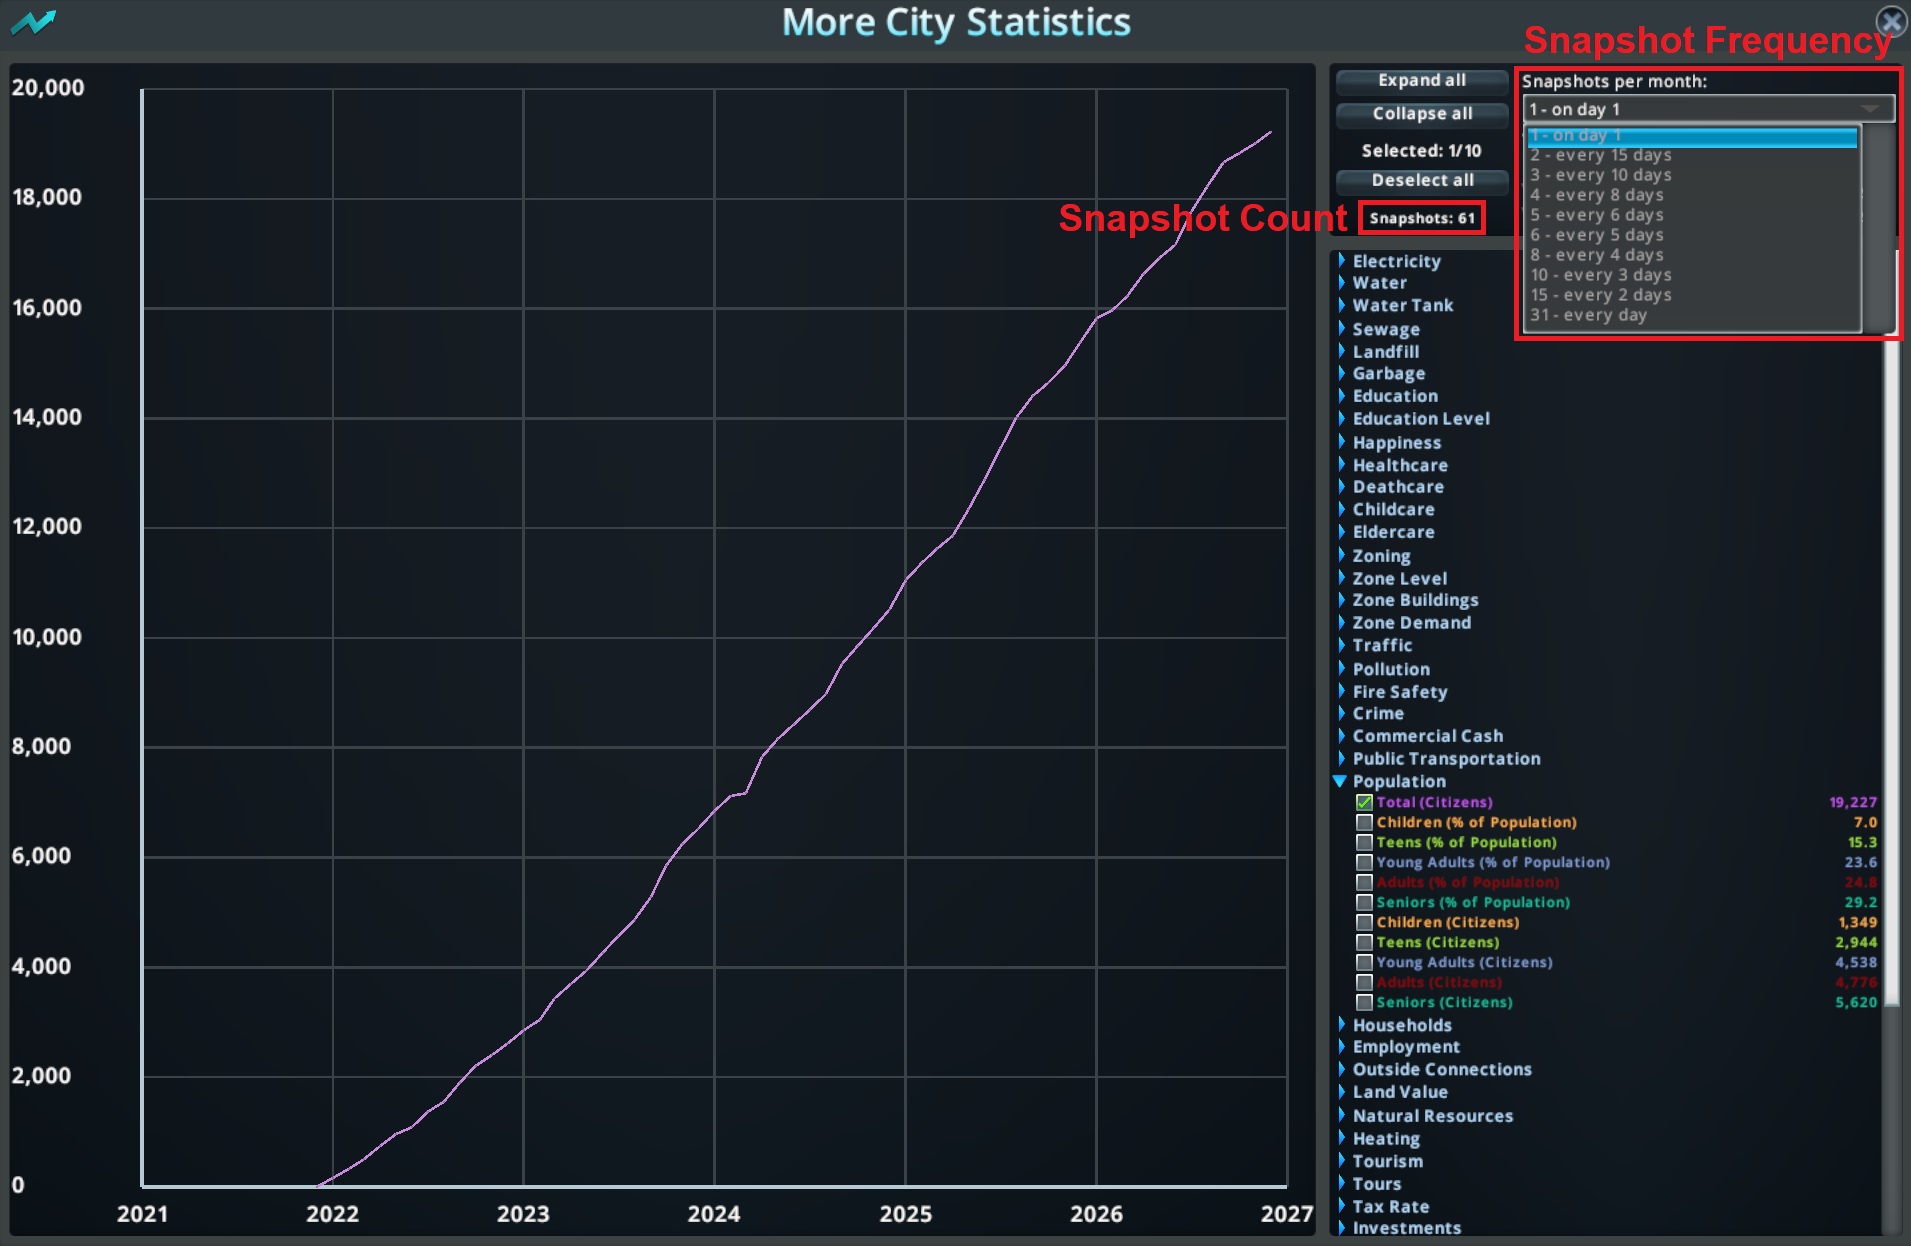 More City Statistics
Snapshot Frequency
20,000
18,000
16,000
14,000
12,000
10,000
8,000
6,000
4,000
2,000
0
2021
2022
2023
2024
2025
2026
2027
Expand all
Collapse all
Selected: 1/10
Deselect all
Snapshot Count
Snapshots: 61
Snapshots per month:
1 - on day 1
1 - on day 1
2 - every 15 days
3 - every 10 days
4 - every 8 days
5 - every 6 days
6 - every 5 days
8 - every 4 days
10 - every 3 days
15 - every 2 days
31 - every day
Electricity
Water
Water Tank
Sewage
Landfill
Garbage
Education
Education Level
Happiness
Healthcare
Deathcare
Childcare
Eldercare
Zoning
Zone Level
Zone Buildings
Zone Demand
Traffic
Pollution
Fire Safety
Crime
Commercial Cash
Public Transportation
Population
Total (Citizens) 19,227
Children (% of Population) 7.0
Teens (% of Population) 15.3
Young Adults (% of Population) 23.6
Adults (% of Population) 24.8
Seniors (% of Population) 29.2
Children (Citizens) 1,349
Teens (Citizens) 2,944
Young Adults (Citizens) 4,538
Adults (Citizens) 4,776
Seniors (Citizens) 5,620
Households
Employment
Outside Connections
Land Value
Natural Resources
Heating
Tourism
Tours
Tax Rate
Investments